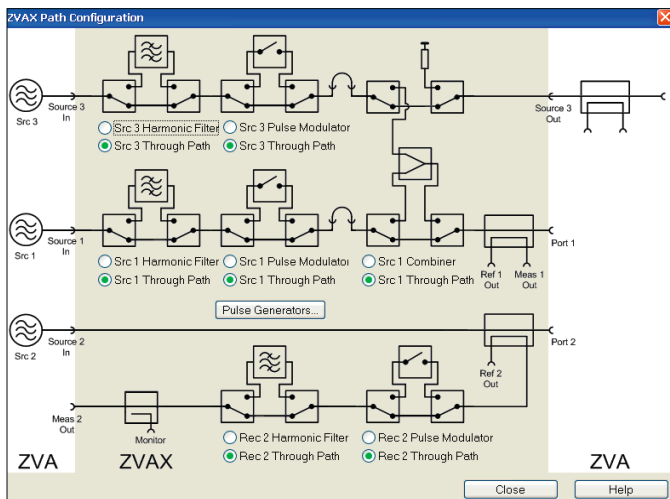 ZVAX Path Configuration
Src 3
Source 3
In
Src 3 Harmonic Filter
Src 3 Pulse Modulator
Src 3 Through Path
Src 3 Through Path
Source 3
Out
Src 1
Source 1
In
Src 1 Harmonic Filter
Src 1 Pulse Modulator
Src 1 Combiner
Src 1 Through Path
Src 1 Through Path
Src 1 Through Path
Ref 1
Out
Meas 1
Out
Port 1
Pulse Generators...
Src 2
Source 2
In
Ref 2
Out
Port 2
Meas 2
Out
Monitor
Rec 2 Harmonic Filter
Rec 2 Pulse Modulator
Rec 2 Through Path
Rec 2 Through Path
ZVA
ZVAX
ZVA
Close
Help